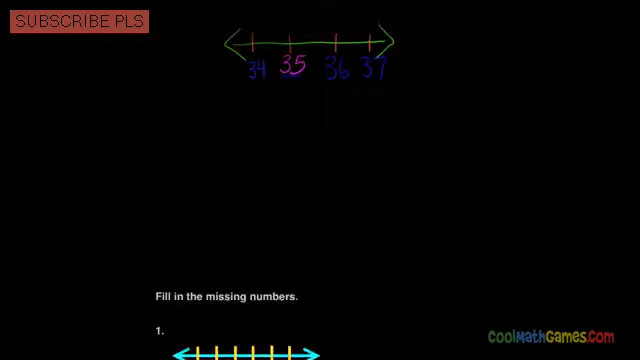 SUBSCRIBE PLS
34 35 36 37
Fill in the missing numbers.
1.
CoolMathGames.Com